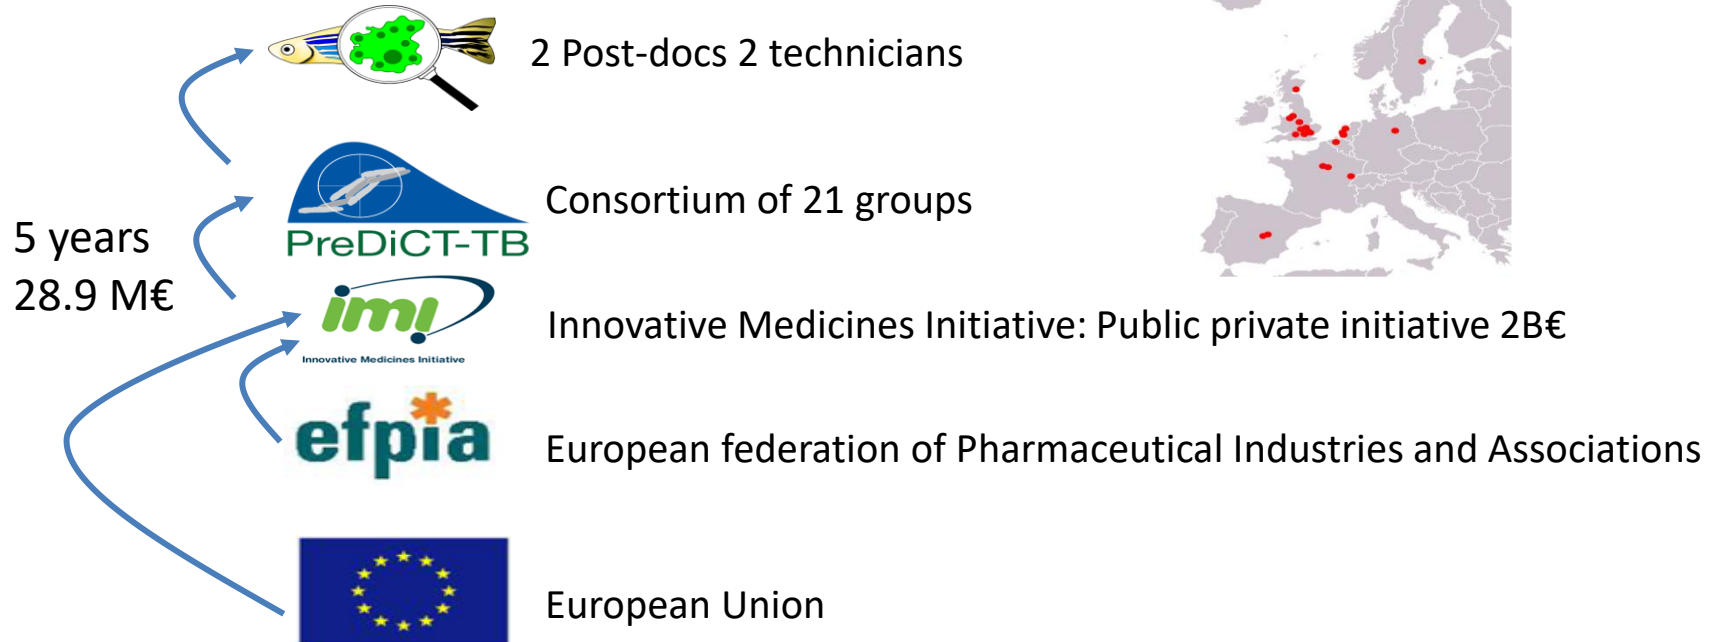 2 Post-docs 2 technicians
PreDiCT-TB
Consortium of 21 groups
5 years
28.9 M€
imi
Innovative Medicines Initiative
Innovative Medicines Initiative: Public private initiative 2B€
efpia
European federation of Pharmaceutical Industries and Associations
European Union